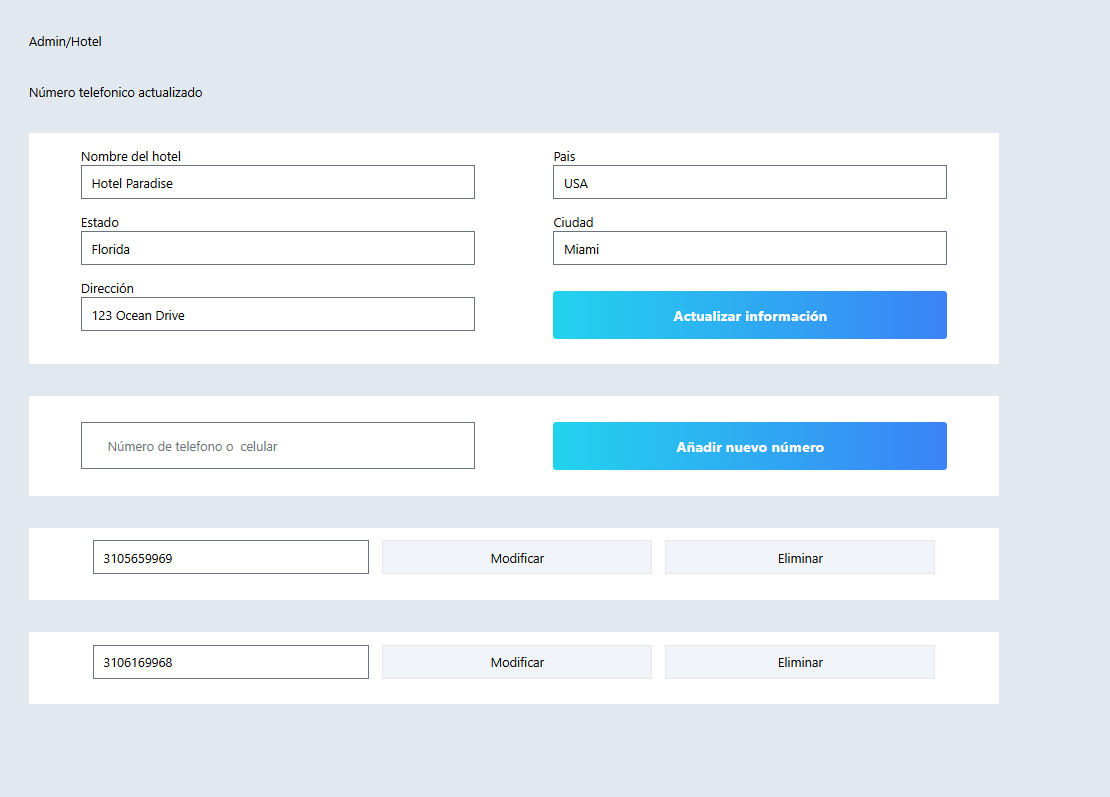 Admin/Hotel
Número telefonico actualizado
Nombre del hotel
Pais
Hotel Paradise
USA
Estado
Ciudad
Florida
Miami
Dirección
123 Ocean Drive
Actualizar información
Número de telefono o  celular
Añadir nuevo número
3105659969
Modificar
Eliminar
3106169968
Modificar
Eliminar